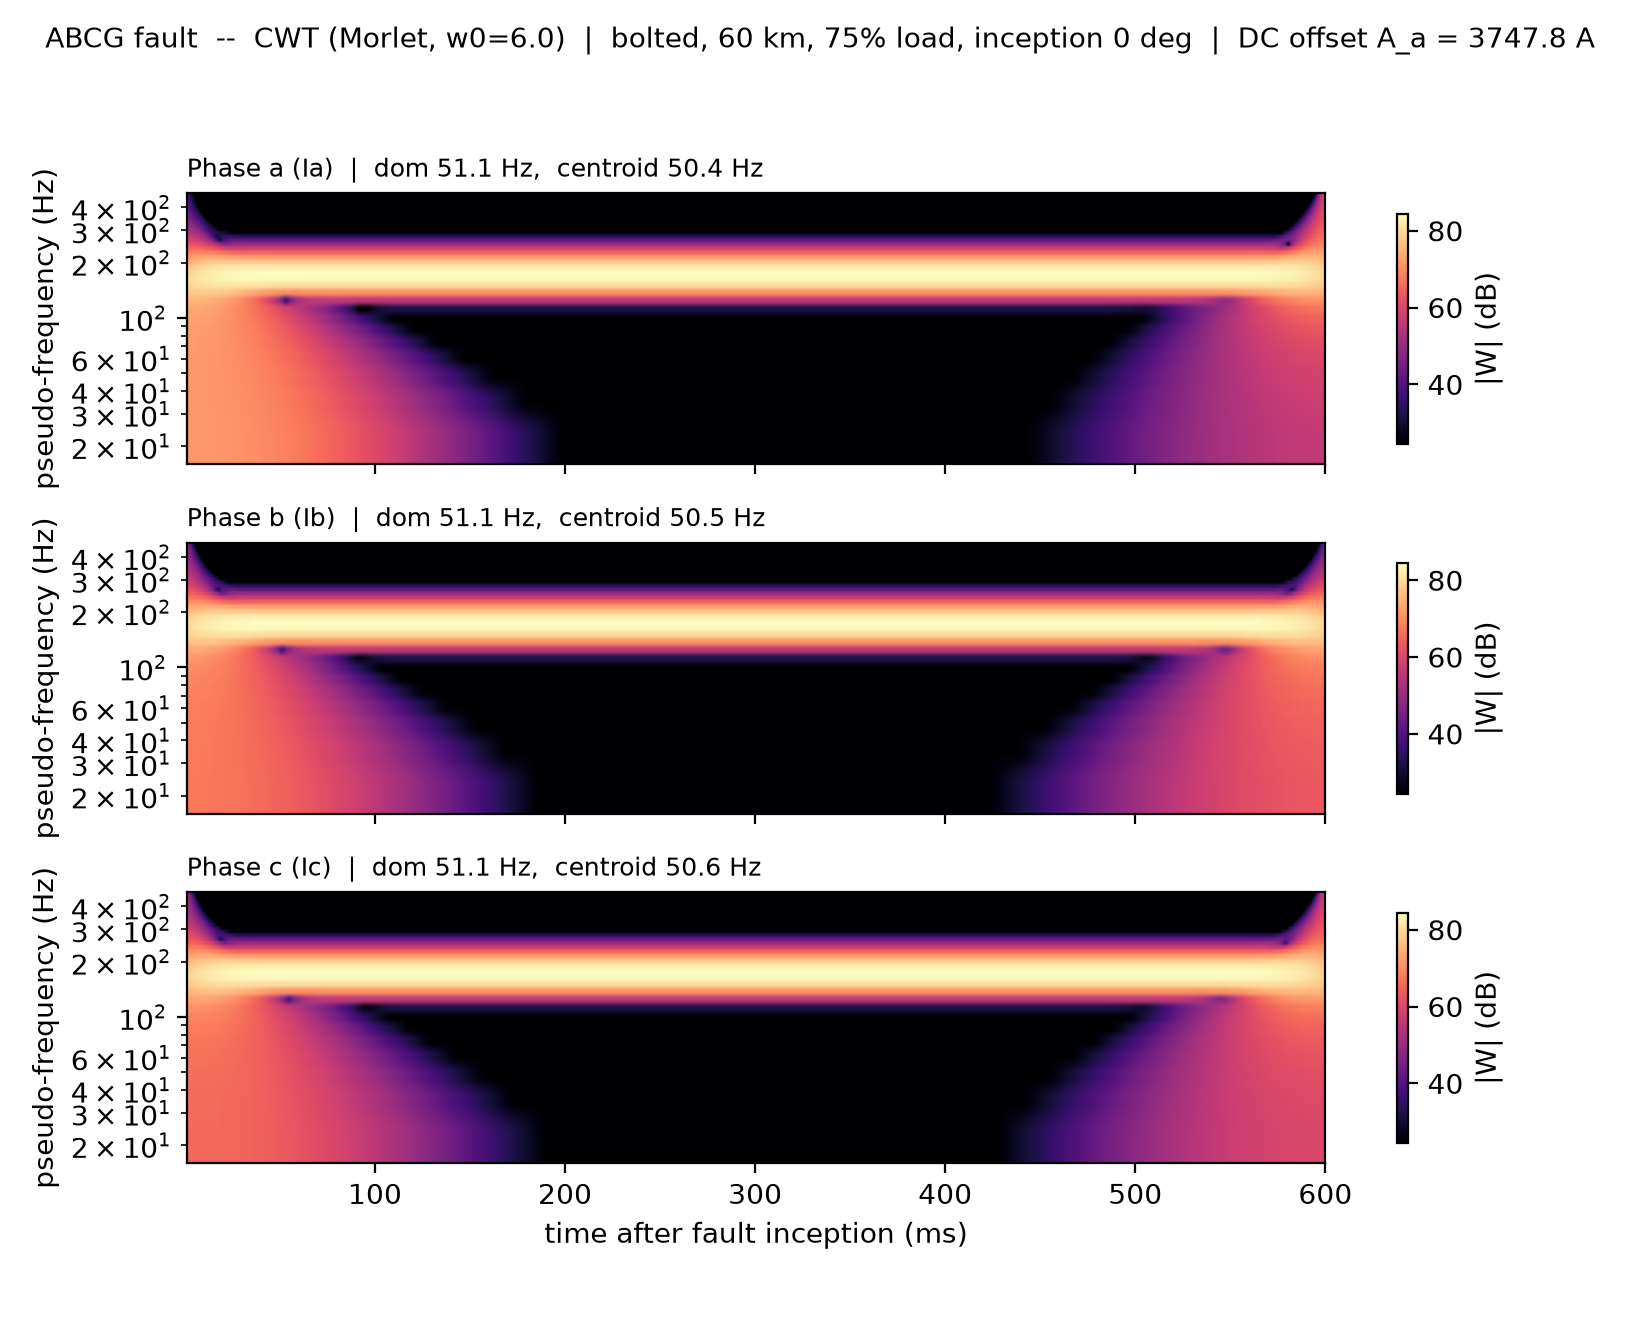 ABCG fault -- CWT (Morlet, w0=6.0) | bolted, 60 km, 75% load, inception 0 deg | DC offset A_a = 3747.8 A
Phase a (Ia) | dom 51.1 Hz, centroid 50.4 Hz
pseudo-frequency (Hz)
4 × 10²
3 × 10²
2 × 10²
10²
6 × 10¹
4 × 10¹
3 × 10¹
2 × 10¹
80
60
40
|W| (dB)
Phase b (Ib) | dom 51.1 Hz, centroid 50.5 Hz
pseudo-frequency (Hz)
4 × 10²
3 × 10²
2 × 10²
10²
6 × 10¹
4 × 10¹
3 × 10¹
2 × 10¹
80
60
40
|W| (dB)
Phase c (Ic) | dom 51.1 Hz, centroid 50.6 Hz
pseudo-frequency (Hz)
4 × 10²
3 × 10²
2 × 10²
10²
6 × 10¹
4 × 10¹
3 × 10¹
2 × 10¹
80
60
40
|W| (dB)
100 200 300 400 500 600
time after fault inception (ms)